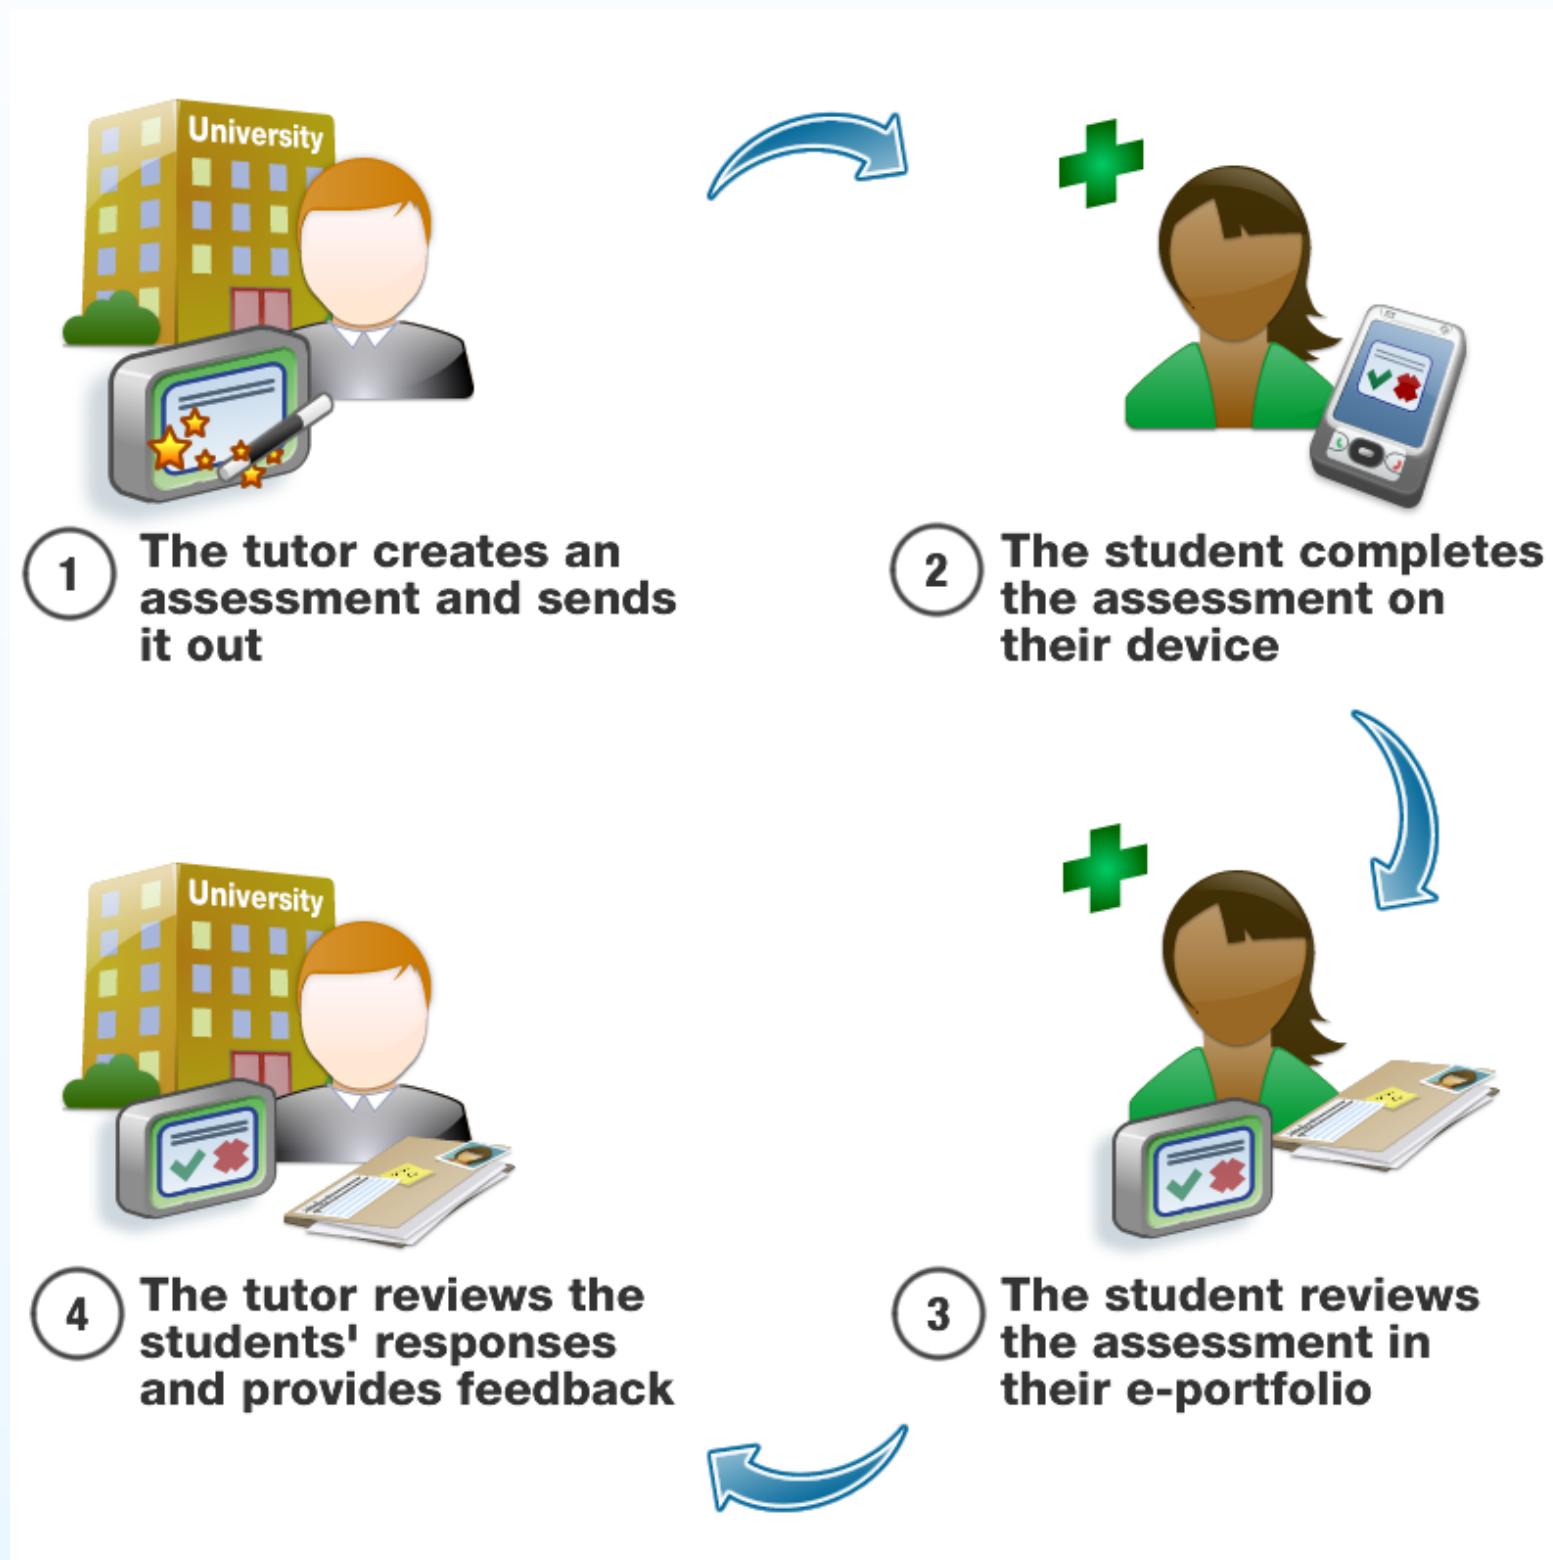 University
1
The tutor creates an
assessment and sends
it out
2
The student completes
the assessment on
their device
University
4
The tutor reviews the
students' responses
and provides feedback
3
The student reviews
the assessment in
their e-portfolio